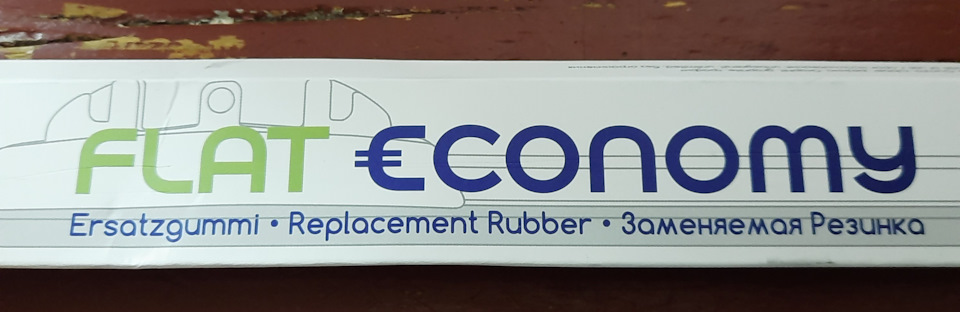 FLAT €CONOMY
Ersatzgummi • Replacement Rubber • Заменяемая Резинка